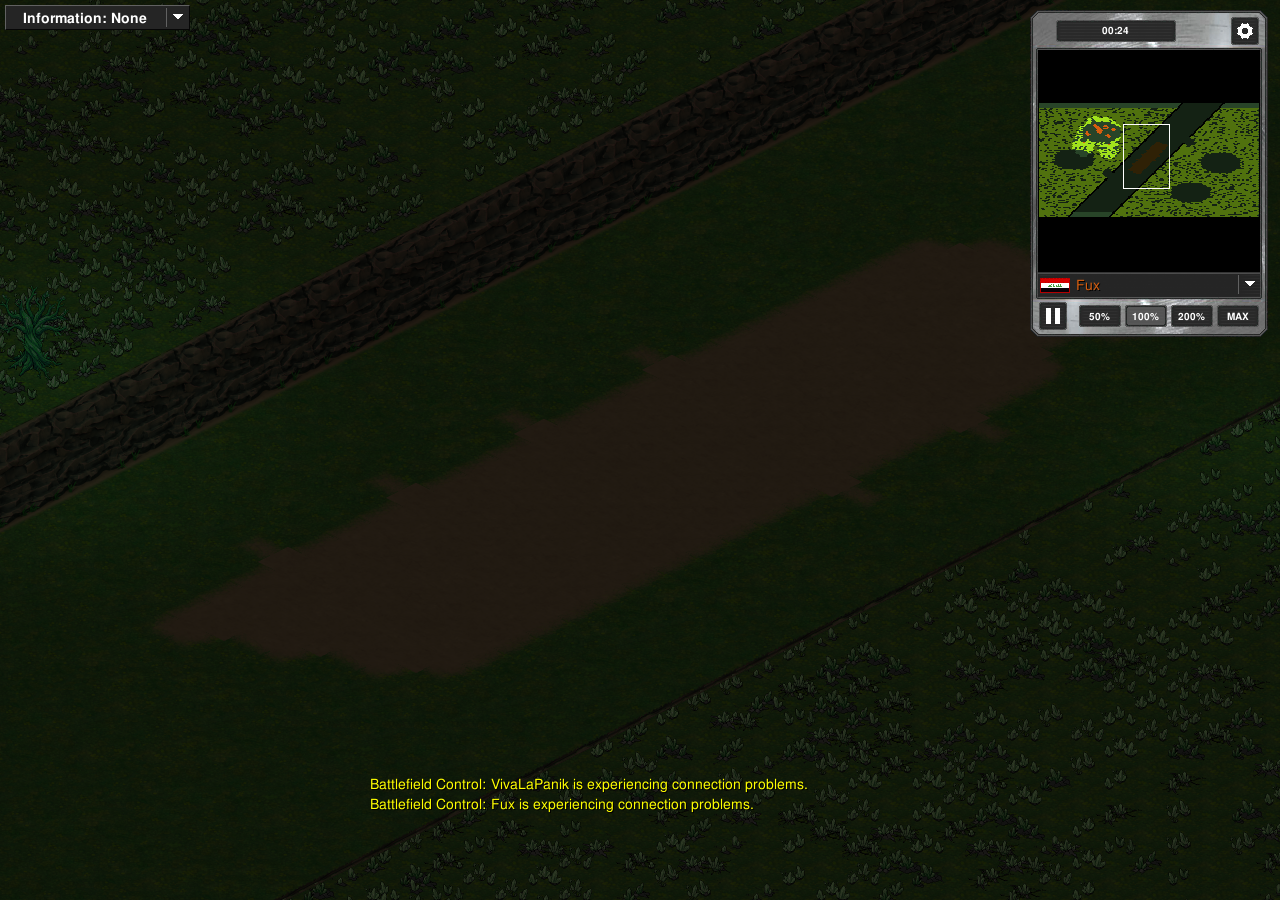 Information: None
00:24
Fux
50%
100%
200%
MAX
Battlefield Control: VivaLaPanik is experiencing connection problems.
Battlefield Control: Fux is experiencing connection problems.